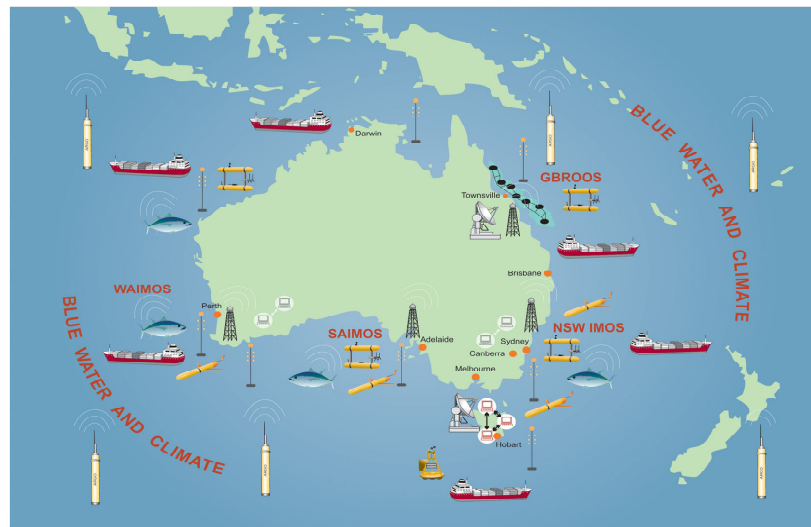 BLUE WATER AND CLIMATE
Darwin
GBROOS
Townsville
Brisbane
WAIMOS
Perth
BLUE WATER AND CLIMATE
SAIMOS
Adelaide
NSW IMOS
Sydney
Canberra
Melbourne
Hobart